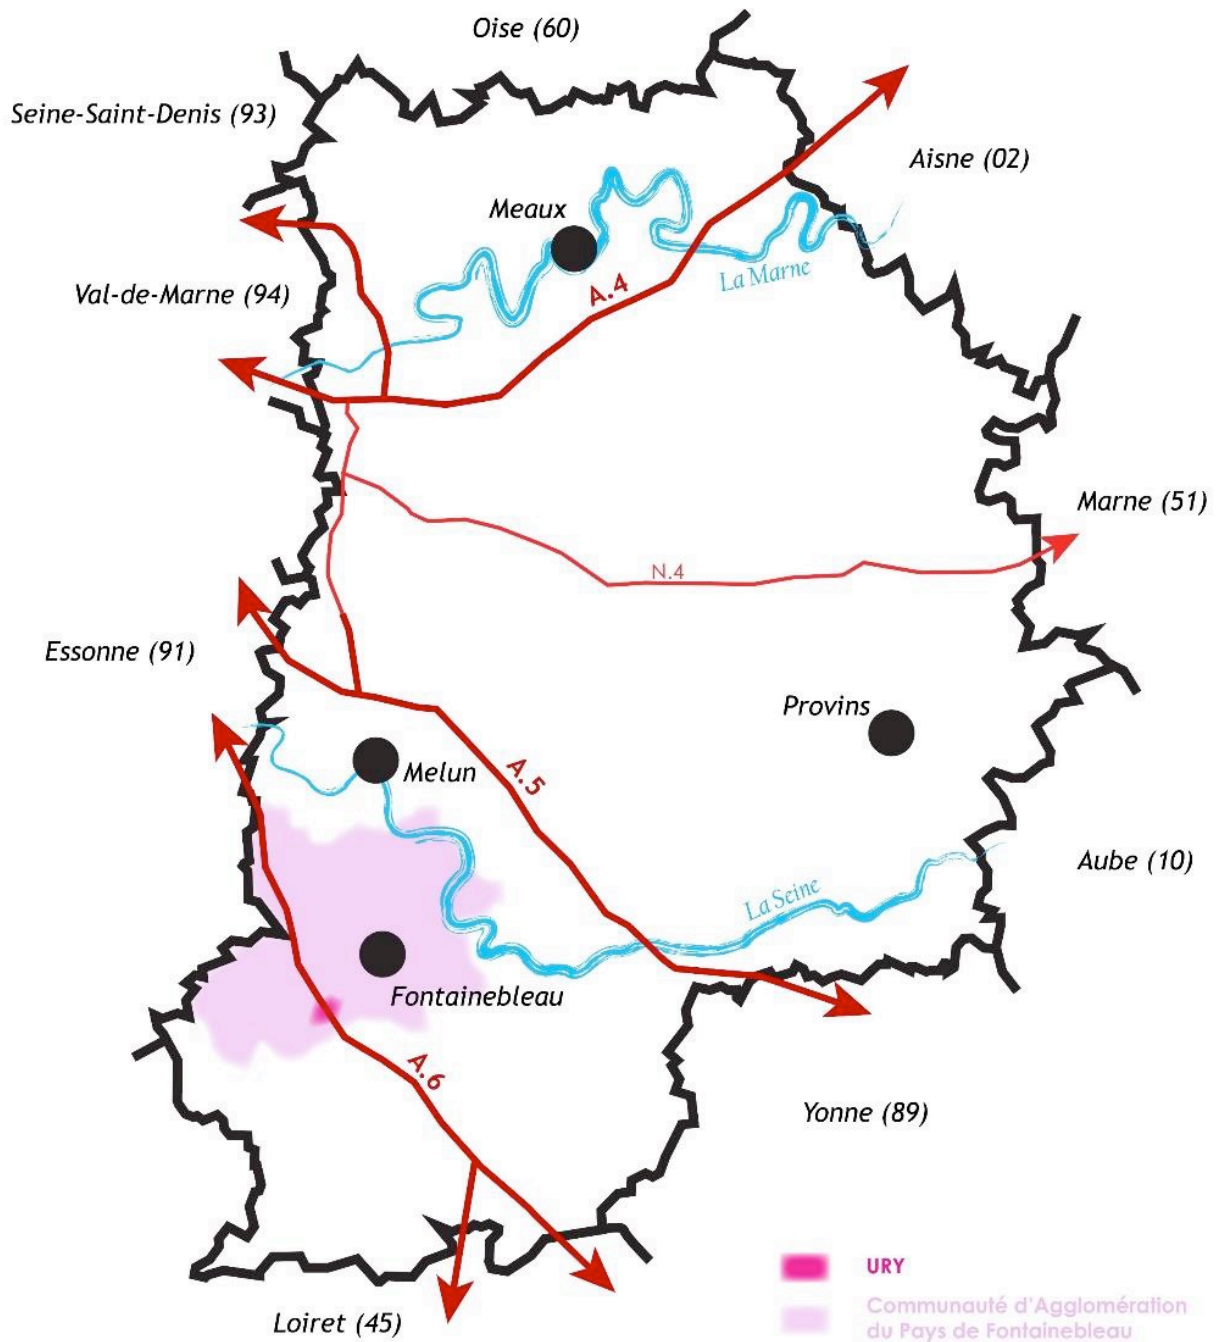 Oise (60)
Seine-Saint-Denis (93)
Aisne (02)
Meaux
La Marne
Val-de-Marne (94)
A.4
Marne (51)
N.4
Essonne (91)
Provins
Melun
A.5
Aube (10)
La Seine
Fontainebleau
A.6
Yonne (89)
URY
Communauté d'Agglomération
du Pays de Fontainebleau
Loiret (45)